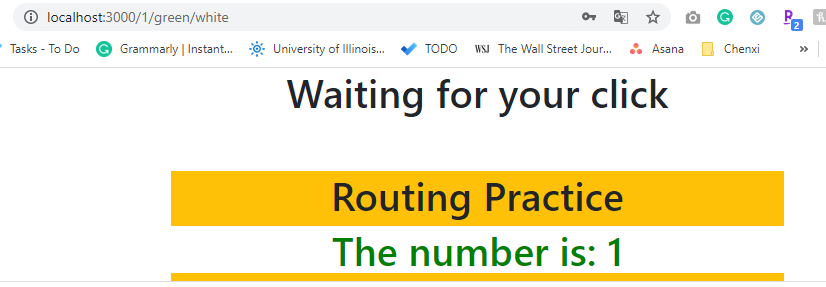 localhost:3000/1/green/white
2
Tasks - To Do Grammarly | Instant... University of Illinois... TODO WSJ The Wall Street Jour... Asana Chenxi »
Waiting for your click
Routing Practice
The number is: 1